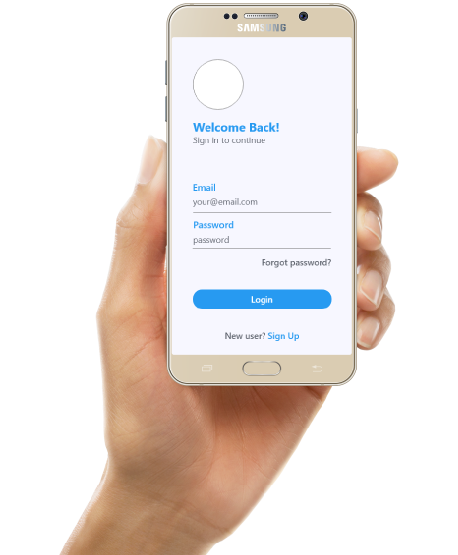 SAMSUNG
Welcome Back!
Sign in to continue
Email
your@email.com
Password
password
Forgot password?
Login
New user? Sign Up